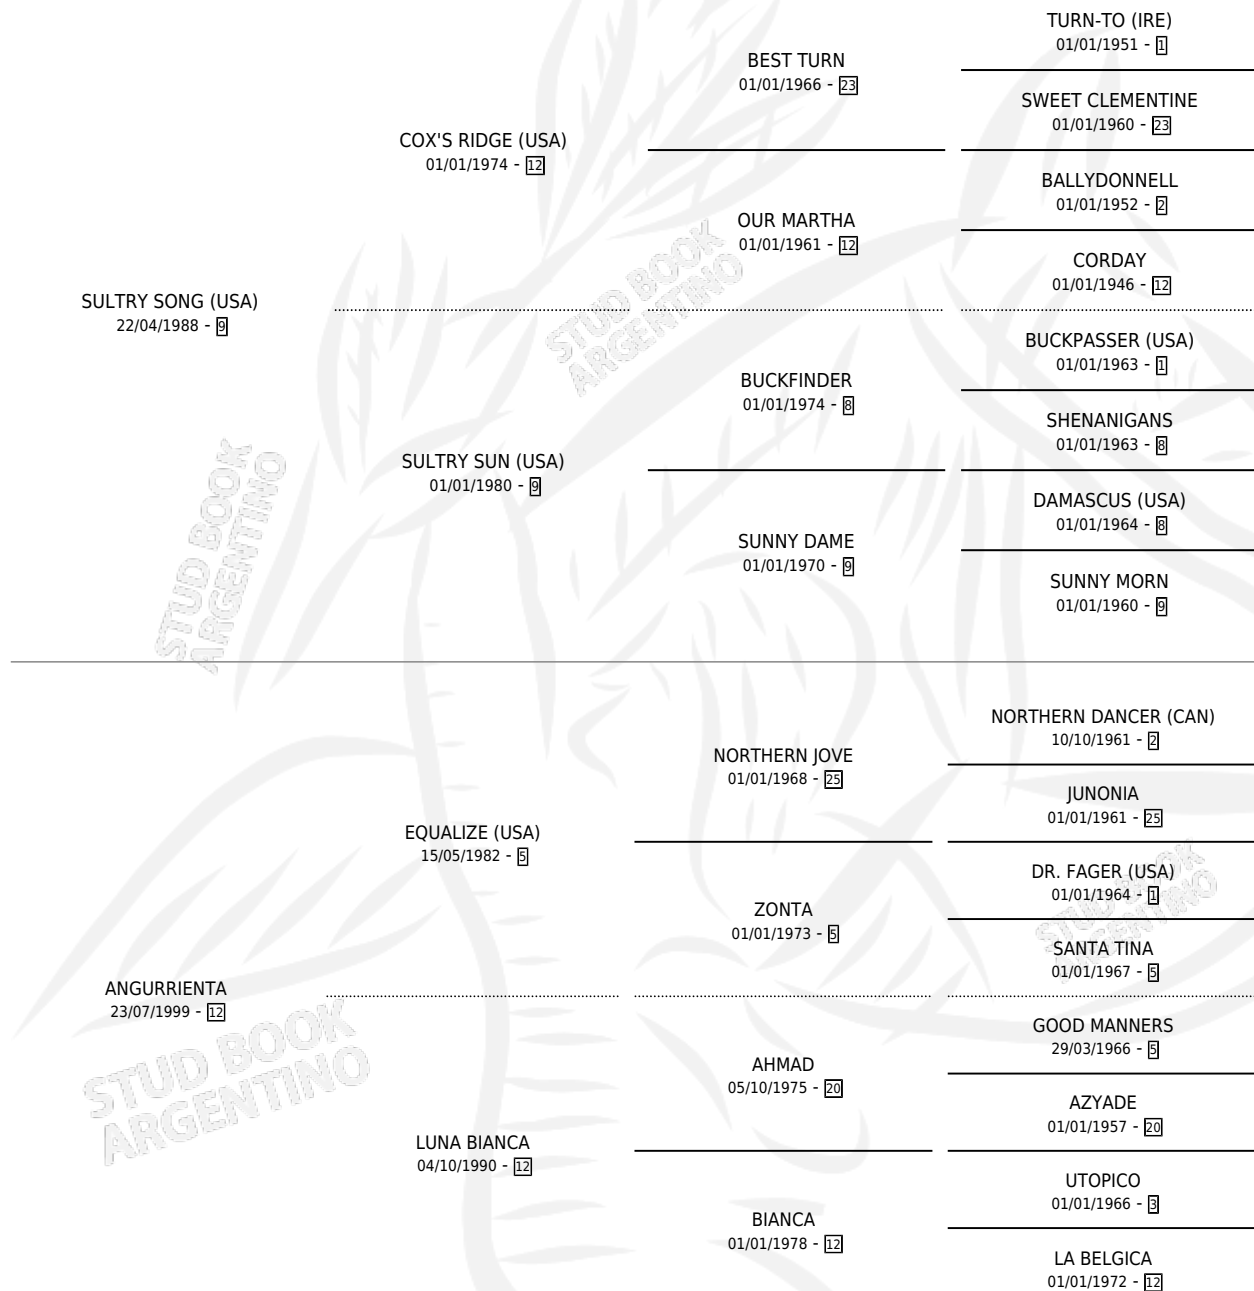 TURN-TO (IRE)
01/01/1951 - 1
BEST TURN
01/01/1966 - 23
SWEET CLEMENTINE
01/01/1960 - 23
COX'S RIDGE (USA)
01/01/1974 - 12
BALLYDONNELL
01/01/1952 - 2
OUR MARTHA
01/01/1961 - 12
CORDAY
01/01/1946 - 12
SULTRY SONG (USA)
22/04/1988 - 9
BUCKPASSER (USA)
01/01/1963 - 1
BUCKFINDER
01/01/1974 - 8
SHENANIGANS
01/01/1963 - 8
SULTRY SUN (USA)
01/01/1980 - 9
DAMASCUS (USA)
01/01/1964 - 8
SUNNY DAME
01/01/1970 - 9
SUNNY MORN
01/01/1960 - 9
NORTHERN DANCER (CAN)
10/10/1961 - 2
NORTHERN JOVE
01/01/1968 - 25
JUNONIA
01/01/1961 - 25
EQUALIZE (USA)
15/05/1982 - 5
DR. FAGER (USA)
01/01/1964 - 1
ZONTA
01/01/1973 - 5
SANTA TINA
01/01/1967 - 5
ANGURRIENTA
23/07/1999 - 12
GOOD MANNERS
29/03/1966 - 5
AHMAD
05/10/1975 - 20
AZYADE
01/01/1957 - 20
LUNA BIANCA
04/10/1990 - 12
UTOPICO
01/01/1966 - 3
BIANCA
01/01/1978 - 12
LA BELGICA
01/01/1972 - 12
STUD BOOK
ARGENTINO
STUD BOOK
ARGENTINO
STUD BOOK
ARGENTINO
STUD BOOK
ARGENTINO